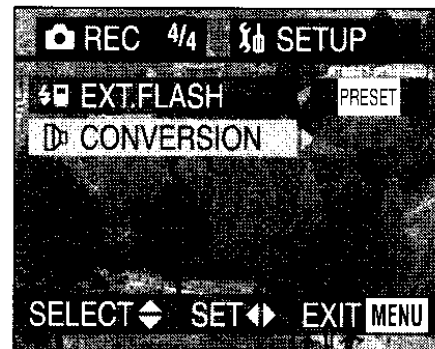 REC 4/4 SETUP
EXT.FLASH PRESET
CONVERSION
SELECT SET EXIT MENU